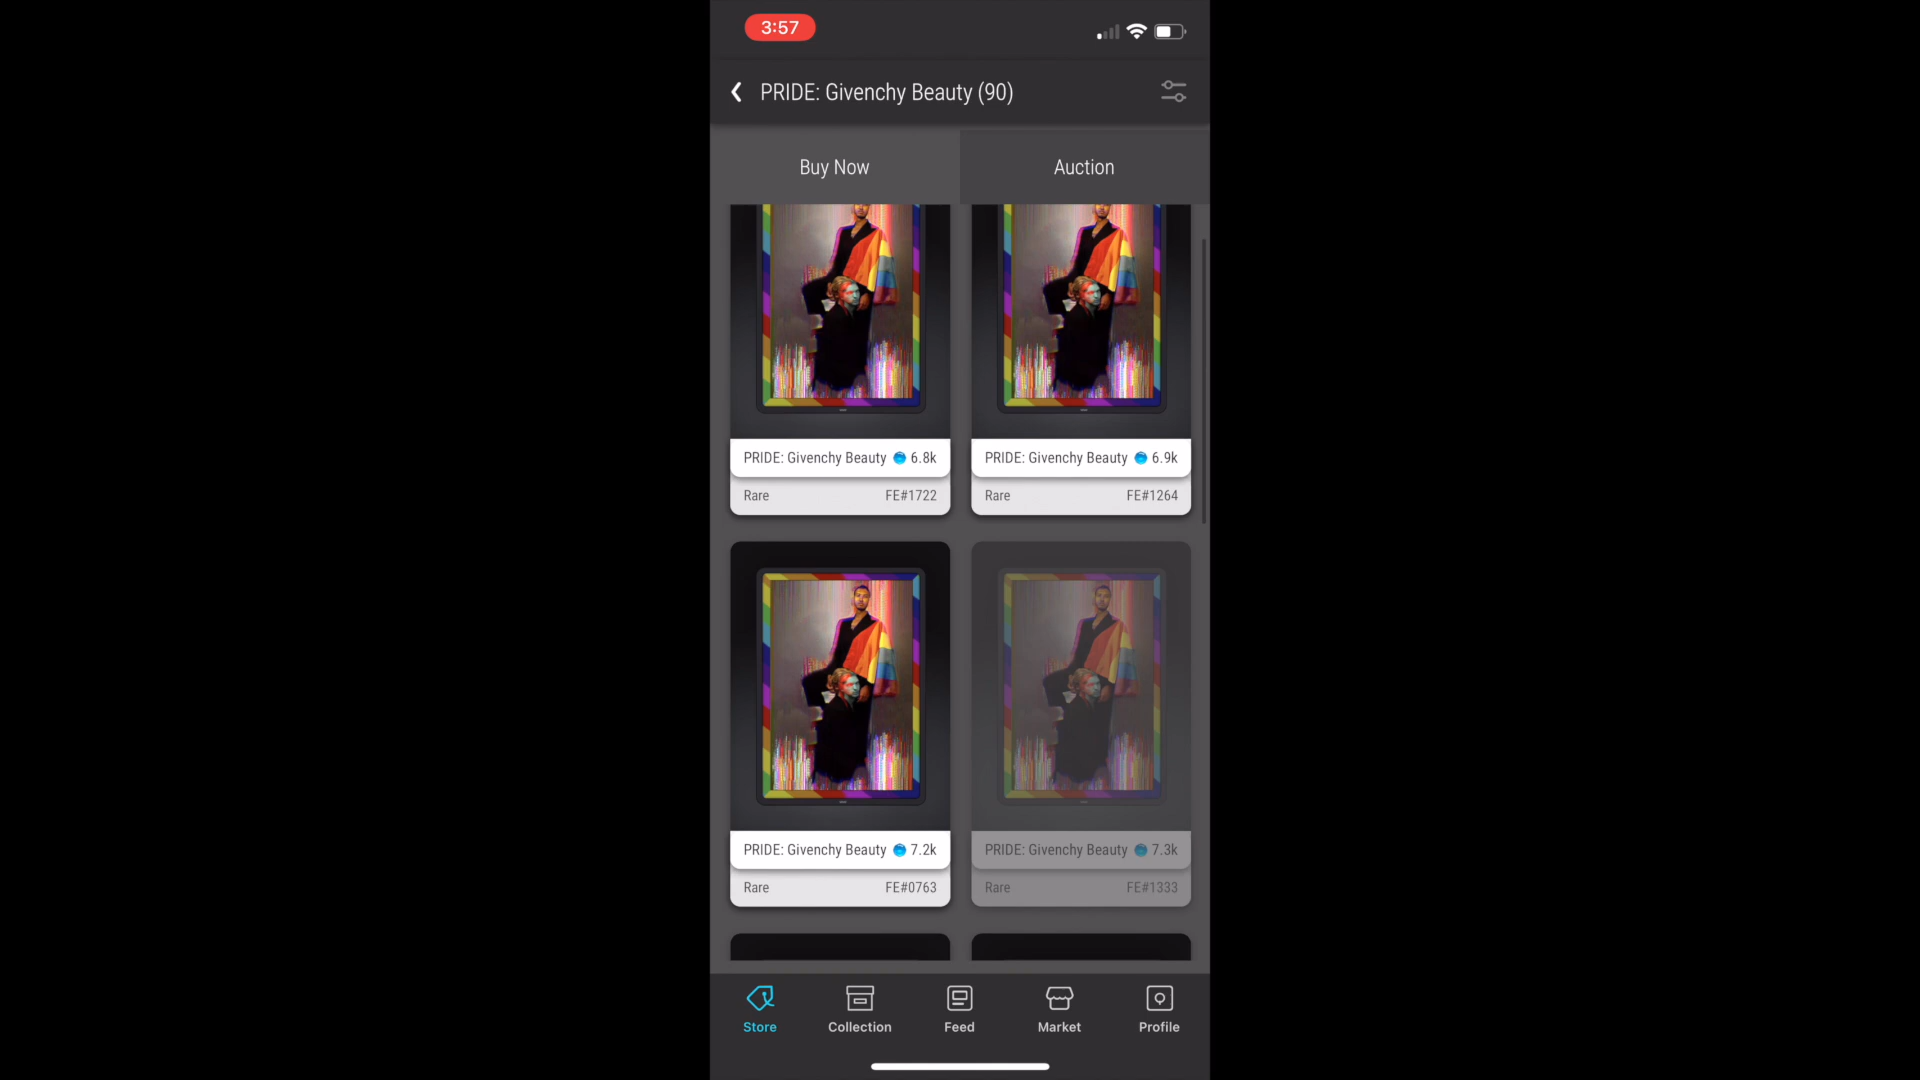 3:57
PRIDE: Givenchy Beauty (90)
Buy Now
Auction
PRIDE: Givenchy Beauty 6.8k
Rare FE#1722
PRIDE: Givenchy Beauty 6.9k
Rare FE#1264
PRIDE: Givenchy Beauty 7.2k
Rare FE#0763
PRIDE: Givenchy Beauty 7.3k
Rare FE#1333
Store
Collection
Feed
Market
Profile